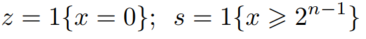 z = 1{x = 0}; s = 1{x ⩾ 2^{n−1}}